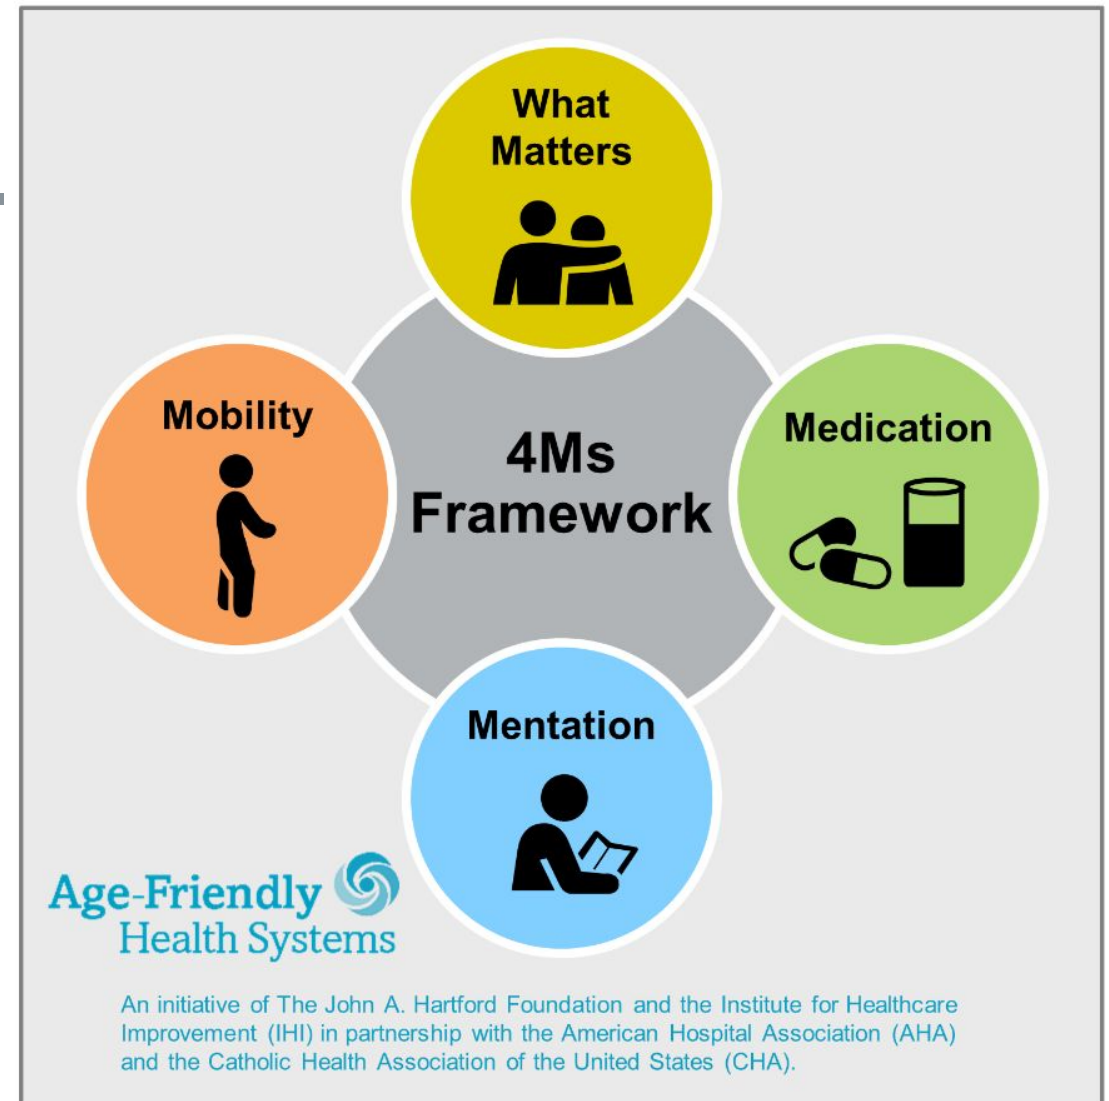 What
Matters
Mobility
4Ms
Framework
Medication
Mentation
Age-Friendly
Health Systems
An initiative of The John A. Hartford Foundation and the Institute for Healthcare
Improvement (IHI) in partnership with the American Hospital Association (AHA)
and the Catholic Health Association of the United States (CHA).